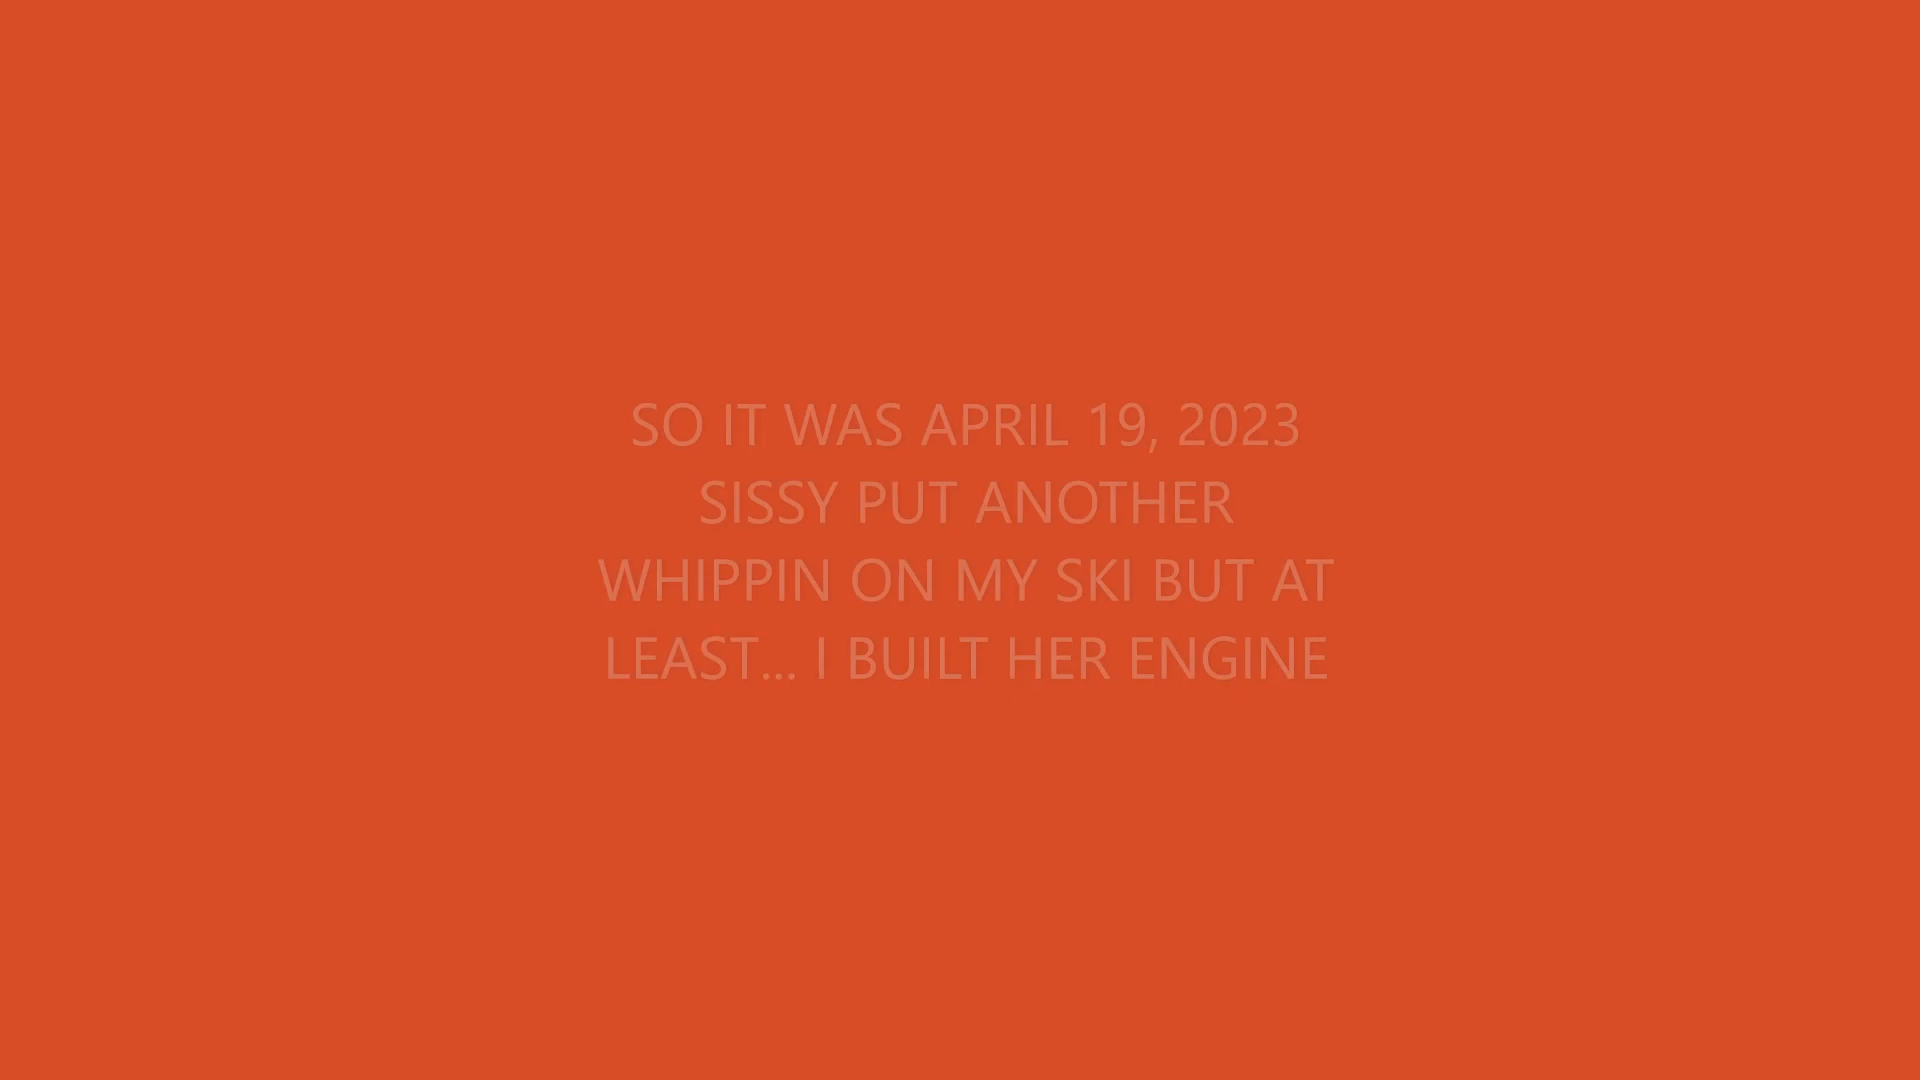 SO IT WAS APRIL 19, 2023
SISSY PUT ANOTHER
WHIPPIN ON MY SKI BUT AT
LEAST... I BUILT HER ENGINE